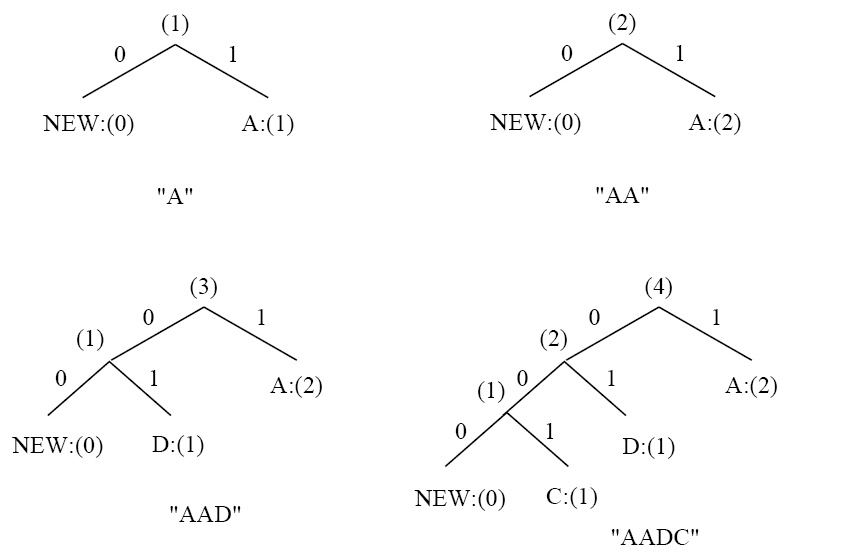 (1)
0 1
NEW:(0) A:(1)
"A"
(2)
0 1
NEW:(0) A:(2)
"AA"
(3)
0 1
(1)
0 1 A:(2)
NEW:(0) D:(1)
"AAD"
(4)
0 1
(2)
(1) 0 1 A:(2)
0 1 D:(1)
NEW:(0) C:(1)
"AADC"